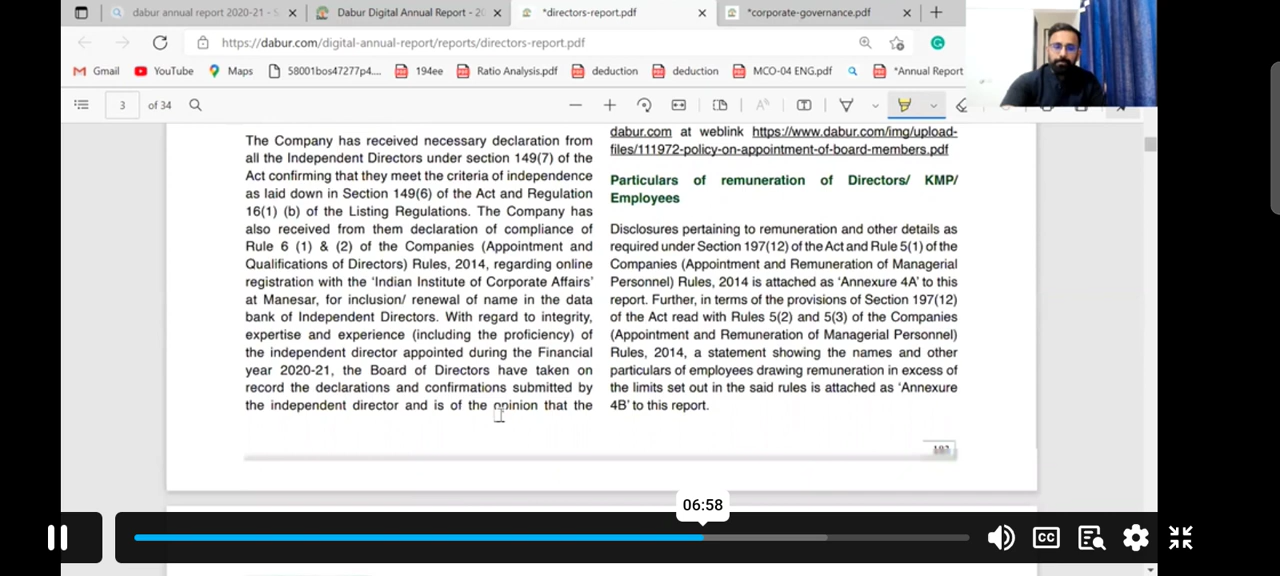 dabur annual report 2020-21 - S
Dabur Digital Annual Report - 20
*directors-report.pdf
*corporate-governance.pdf
https://dabur.com/digital-annual-report/reports/directors-report.pdf
Gmail
YouTube
Maps
58001bos47277p4...
194ee
Ratio Analysis.pdf
deduction
deduction
MCO-04 ENG.pdf
*Annual Report
3 of 34
The Company has received necessary declaration from
all the Independent Directors under section 149(7) of the
Act confirming that they meet the criteria of independence
as laid down in Section 149(6) of the Act and Regulation
16(1) (b) of the Listing Regulations. The Company has
also received from them declaration of compliance of
Rule 6 (1) & (2) of the Companies (Appointment and
Qualifications of Directors) Rules, 2014, regarding online
registration with the ‘Indian Institute of Corporate Affairs’
at Manesar, for inclusion/ renewal of name in the data
bank of Independent Directors. With regard to integrity,
expertise and experience (including the proficiency) of
the independent director appointed during the Financial
year 2020-21, the Board of Directors have taken on
record the declarations and confirmations submitted by
the independent director and is of the opinion that the
dabur.com at weblink https://www.dabur.com/img/upload-
files/111972-policy-on-appointment-of-board-members.pdf
Particulars of remuneration of Directors/ KMP/
Employees
Disclosures pertaining to remuneration and other details as
required under Section 197(12) of the Act and Rule 5(1) of the
Companies (Appointment and Remuneration of Managerial
Personnel) Rules, 2014 is attached as ‘Annexure 4A’ to this
report. Further, in terms of the provisions of Section 197(12)
of the Act read with Rules 5(2) and 5(3) of the Companies
(Appointment and Remuneration of Managerial Personnel)
Rules, 2014, a statement showing the names and other
particulars of employees drawing remuneration in excess of
the limits set out in the said rules is attached as ‘Annexure
4B’ to this report.
06:58
CC